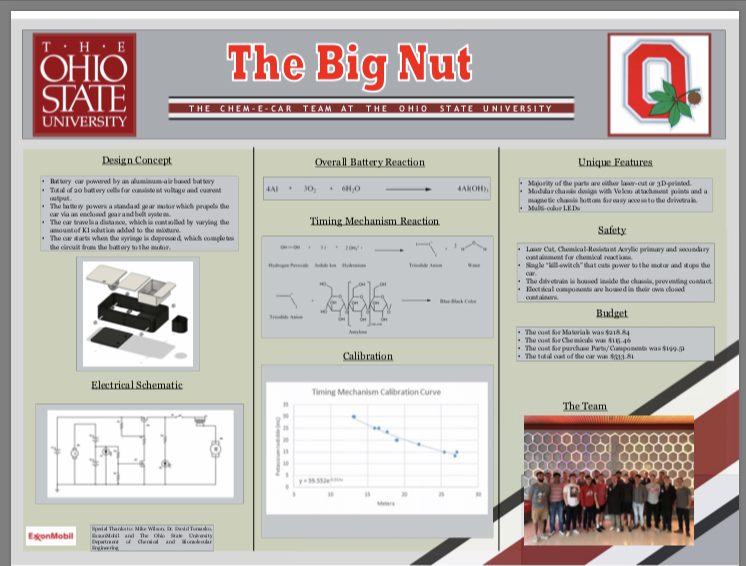 T · H · E
OHIO
STATE
UNIVERSITY
The Big Nut
THE CHEM-E-CAR TEAM AT THE OHIO STATE UNIVERSITY
Design Concept
• Battery car powered by an aluminum-air based battery
• Total of 20 battery cells for consistent voltage and current
output.
• The battery powers a standard gear motor which propels the
car via an enclosed gear and belt system.
• The car travels a distance, which is controlled by varying the
amount of KI solution added to the mixture.
• The car starts when the syringe is depressed, which completes
the circuit from the battery to the motor.
Electrical Schematic
ExxonMobil
Special Thanks to: Mike Wilson, Dr. David Tomasko,
ExxonMobil and The Ohio State University
Department of Chemical and Biomolecular
Engineering
Overall Battery Reaction
4Al + 3O₂ + 6H₂O → 4Al(OH)₃
Timing Mechanism Reaction
Hydrogen Peroxide Iodide Ion Hydronium Triiodide Anion Water
Triiodide Anion
Amylose
Blue-Black Color
Calibration
Timing Mechanism Calibration Curve
Potassium Iodide (mL)
35
30
25
20
15
10
5
0
5 10 15 20 25 30
Meters
Unique Features
• Majority of the parts are either laser-cut or 3D-printed.
• Modular chassis design with Velcro attachment points and a
magnetic chassis bottom for easy access to the drivetrain.
• Multi-color LEDs
Safety
• Laser Cut, Chemical-Resistant Acrylic primary and secondary
containment for chemical reactions.
• Single "kill-switch" that cuts power to the motor and stops the
car.
• The drivetrain is housed inside the chassis, preventing contact.
• Electrical components are housed in their own closed
containers.
Budget
• The cost for Materials was $218.84
• The cost for Chemicals was $115.46
• The cost for purchase Parts/Components was $199.51
• The total cost of the car was $533.81
The Team